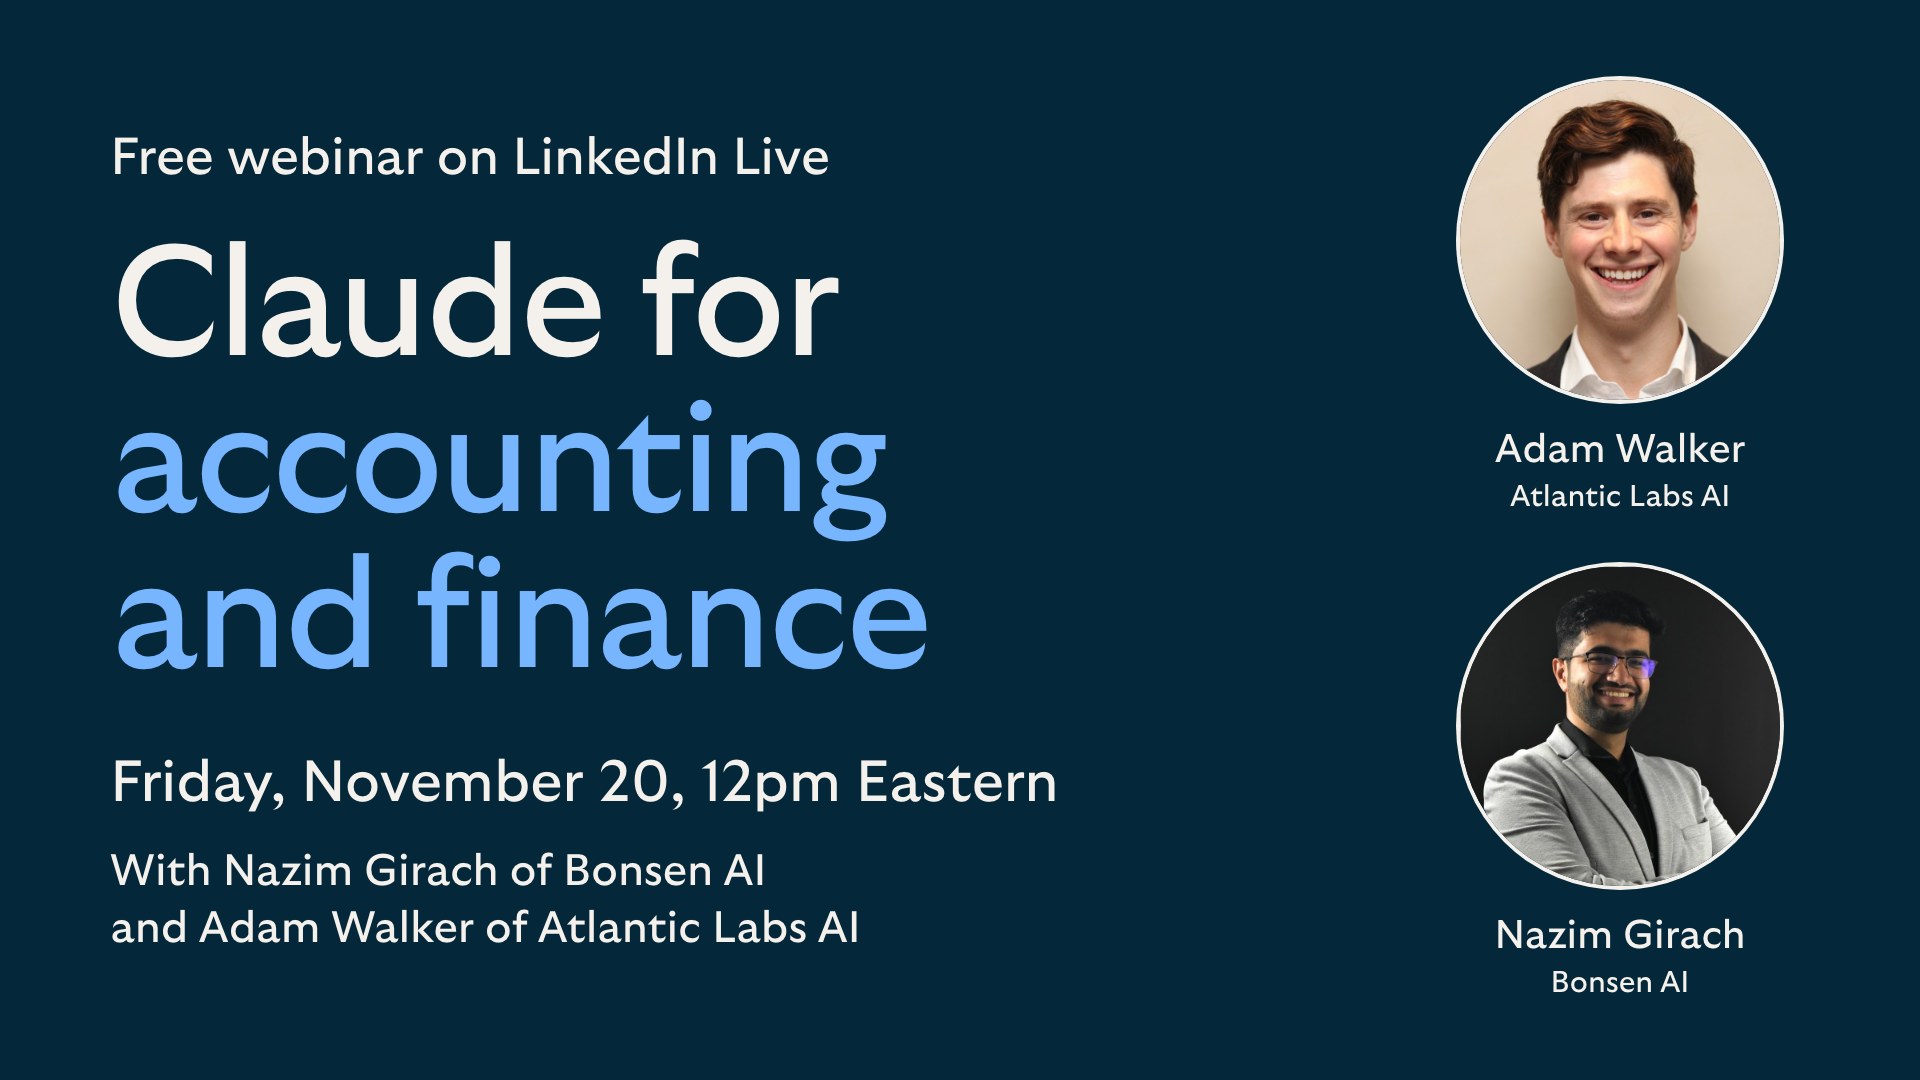 Free webinar on LinkedIn Live
Claude for
accounting
and finance
Friday, November 20, 12pm Eastern
With Nazim Girach of Bonsen AI
and Adam Walker of Atlantic Labs AI
Adam Walker
Atlantic Labs AI
Nazim Girach
Bonsen AI